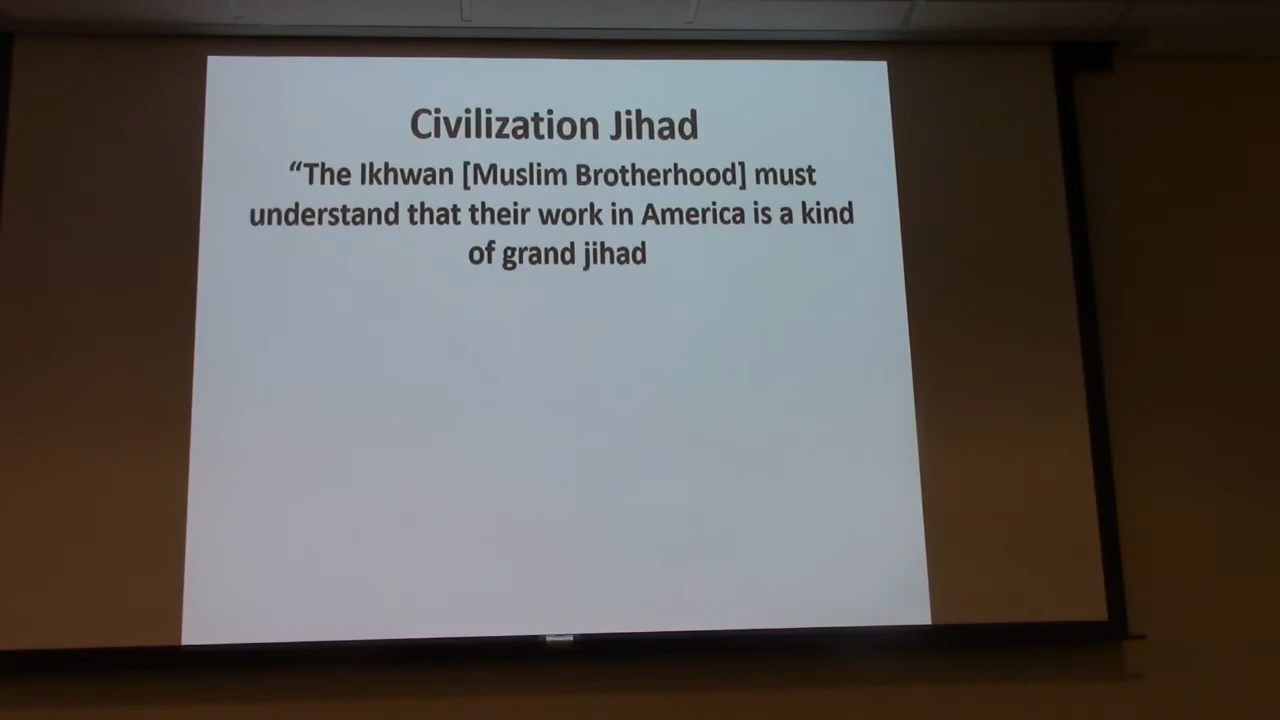 Civilization Jihad
“The Ikhwan [Muslim Brotherhood] must
understand that their work in America is a kind
of grand jihad